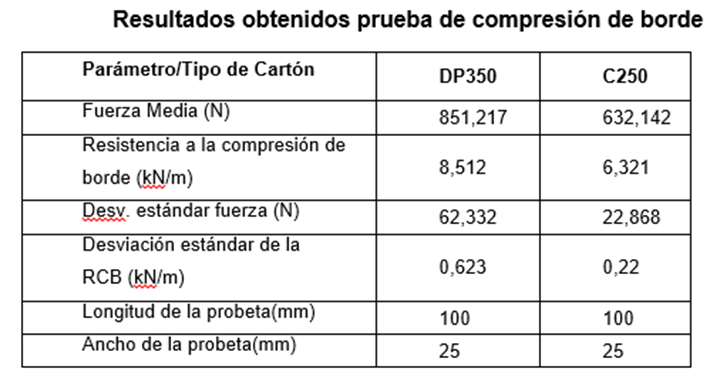 Resultados obtenidos prueba de compresión de borde
Parámetro/Tipo de Cartón DP350 C250
Fuerza Media (N) 851,217 632,142
Resistencia a la compresión de
borde (kN/m) 8,512 6,321
Desv. estándar fuerza (N) 62,332 22,868
Desviación estándar de la
RCB (kN/m) 0,623 0,22
Longitud de la probeta(mm) 100 100
Ancho de la probeta(mm) 25 25